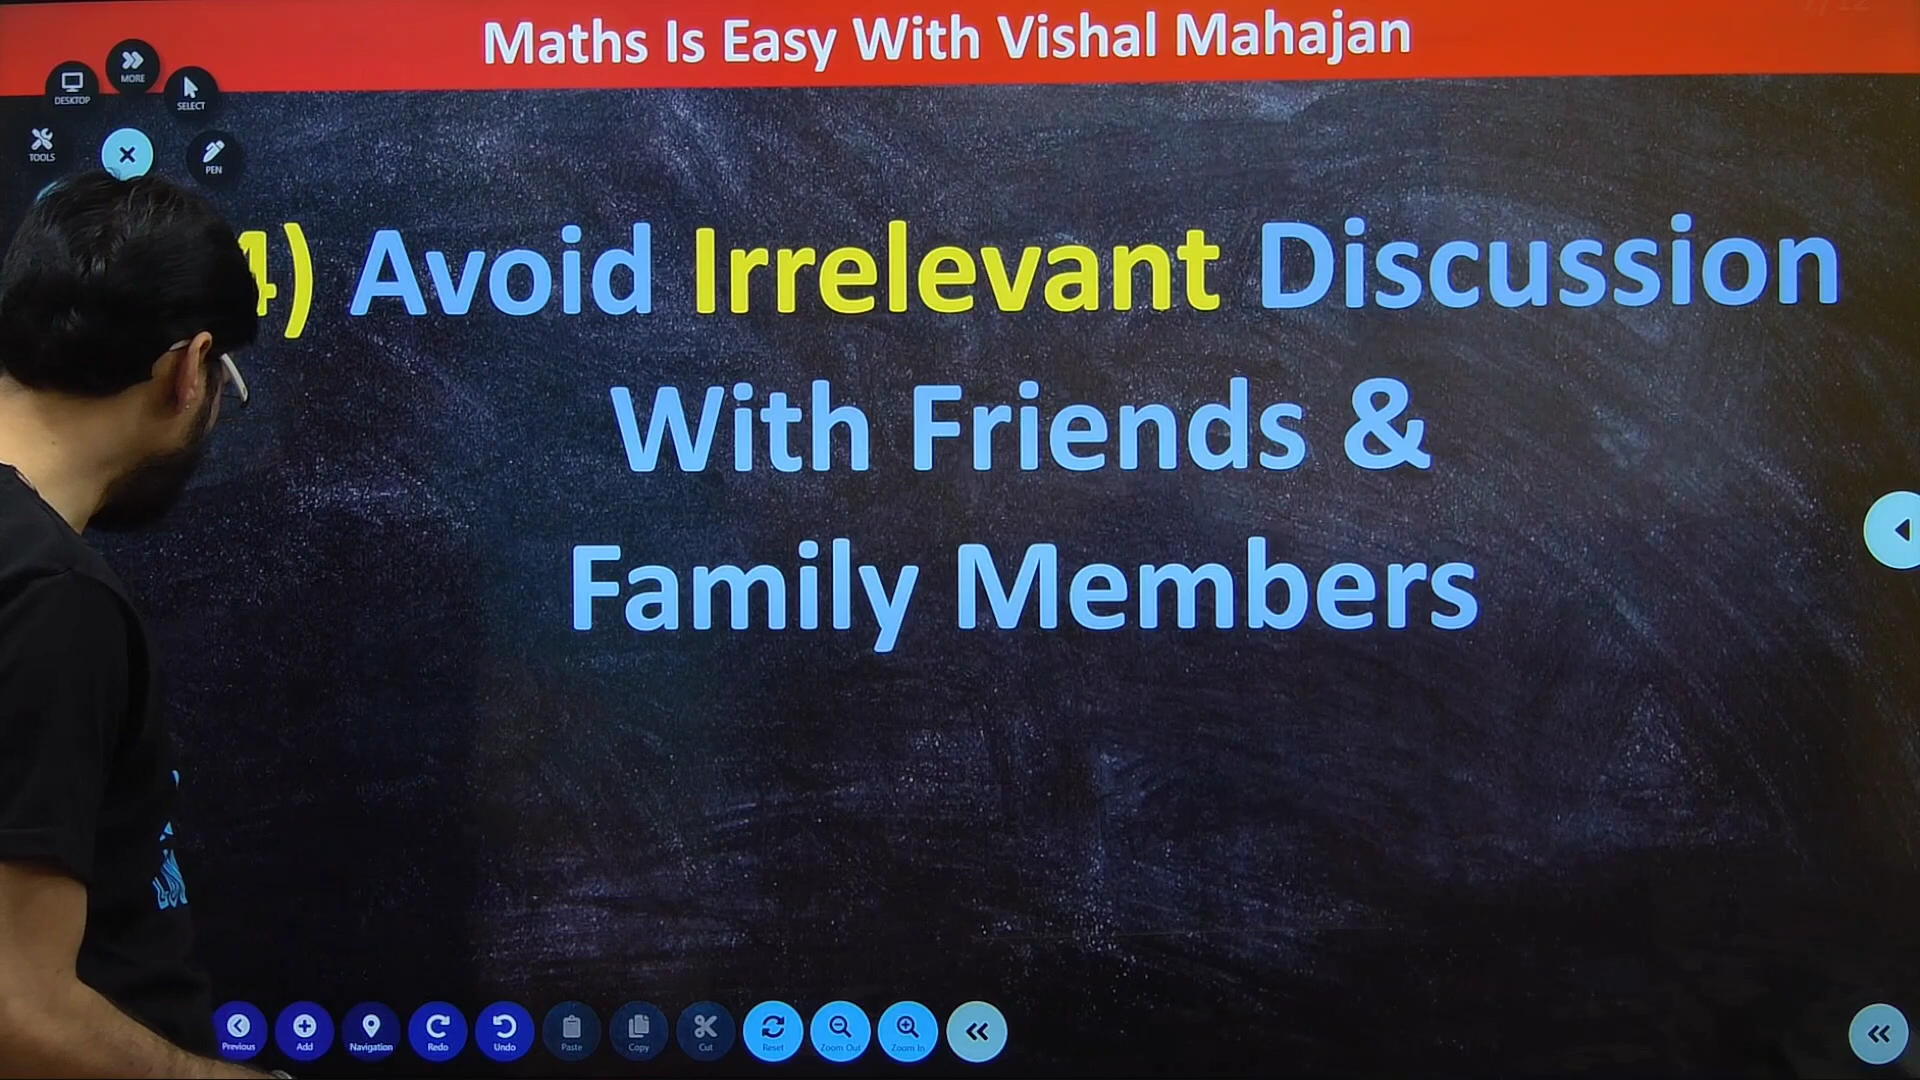 Maths Is Easy With Vishal Mahajan
MORE
DESKTOP
SELECT
TOOLS
PEN
4) Avoid Irrelevant Discussion
With Friends &
Family Members
Previous
Add
Navigation
Redo
Undo
Paste
Copy
Cut
Reset
Zoom Out
Zoom In